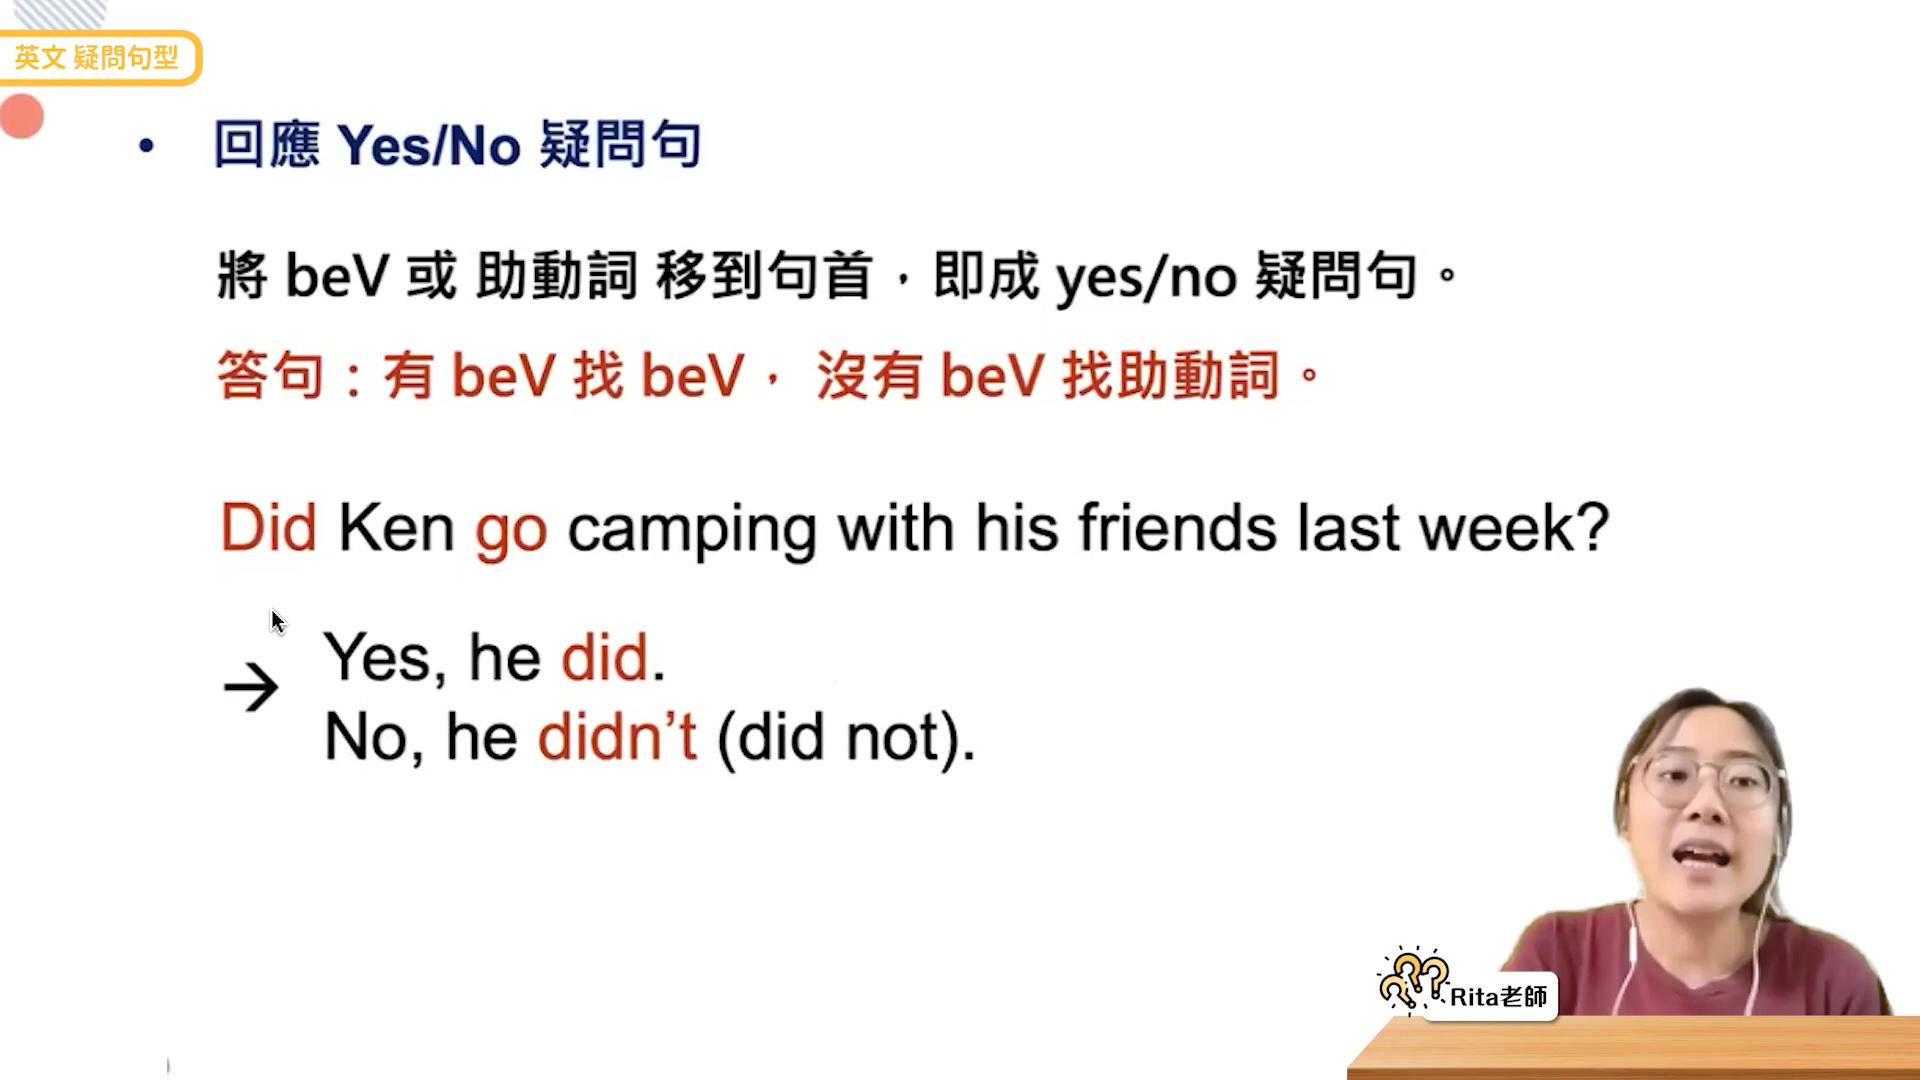 英文 疑問句型
• 回應 Yes/No 疑問句
將 beV 或 助動詞 移到句首，即成 yes/no 疑問句。
答句：有 beV 找 beV， 沒有 beV 找助動詞。
Did Ken go camping with his friends last week?
→ Yes, he did.
No, he didn’t (did not).
Rita老師